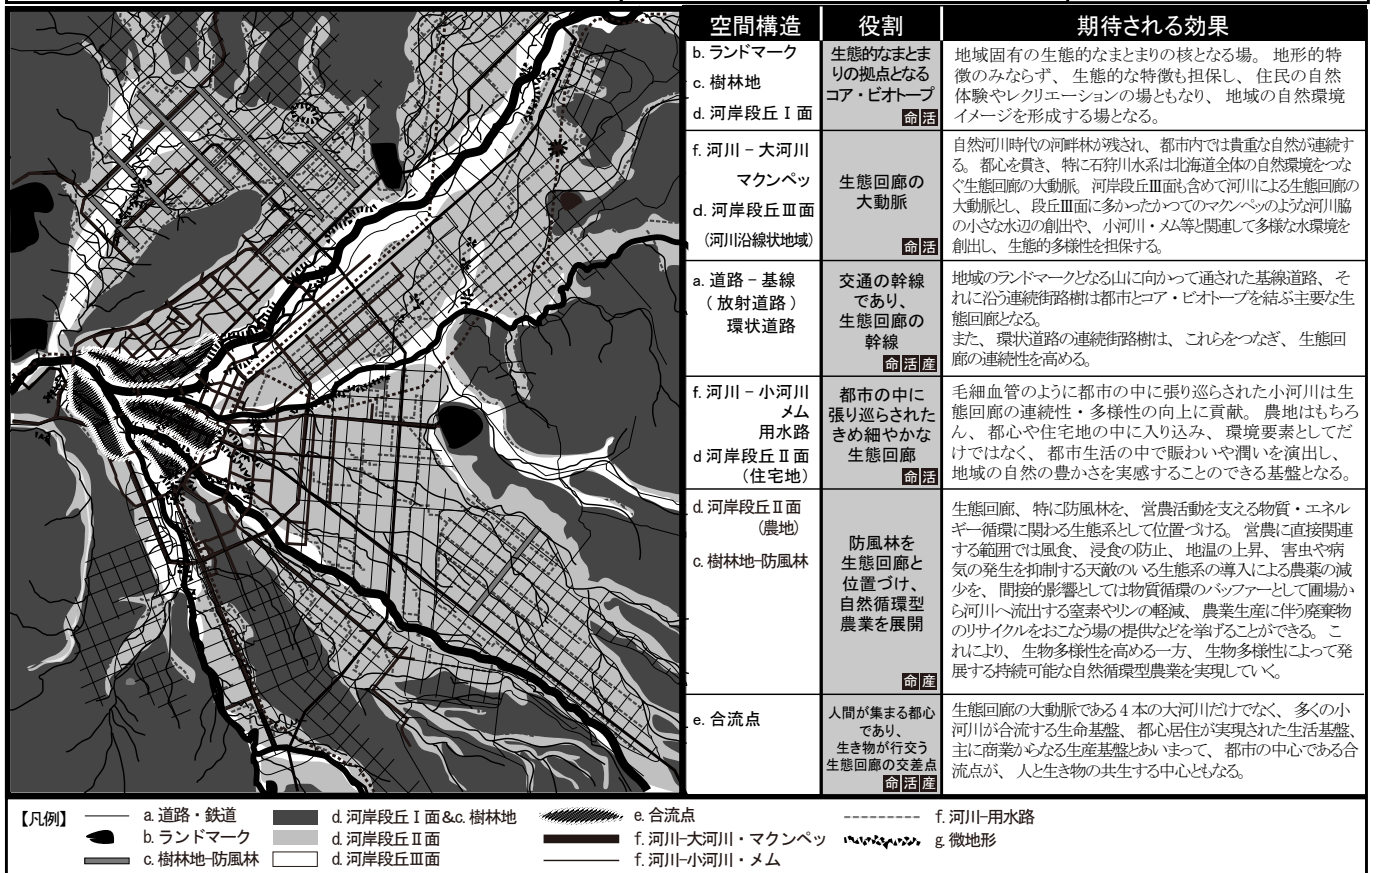 空間構造 役割 期待される効果
b. ランドマーク
c. 樹林地
d. 河岸段丘Ⅰ面
生態的なまとま
りの拠点となる
コア・ビオトープ
命 活
地域固有の生態的なまとまりの核となる場。 地形的特
徴のみならず、 生態的な特徴も担保し、 住民の自然
体験やレクリエーションの場ともなり、 地域の自然環境
イメージを形成する場となる。
f. 河川 − 大河川
マクンペッ
d. 河岸段丘Ⅲ面
(河川沿線状地域)
生態回廊の
大動脈
命 活
自然河川時代の河畔林が残され、 都市内では貴重な自然が連続す
る。 都心を貫き、 特に石狩川水系は北海道全体の自然環境をつな
ぐ生態回廊の大動脈。 河岸段丘Ⅲ面も含めて河川による生態回廊の
大動脈とし、 段丘Ⅲ面に多かったかつてのマクンペッのような河川脇
の小さな水辺の創出や、 小河川・メム等と関連して多様な水環境を
創出し、 生態的多様性を担保する。
a. 道路 − 基線
( 放射道路 )
環状道路
交通の幹線
であり、
生態回廊の
幹線
命 活 産
地域のランドマークとなる山に向かって通された基線道路、 そ
れに沿う連続街路樹は都市とコア・ビオトープを結ぶ主要な生
態回廊となる。
また、 環状道路の連続街路樹は、 これらをつなぎ、 生態回
廊の連続性を高める。
f. 河川 − 小河川
メム
用水路
d 河岸段丘Ⅱ面
(住宅地)
都市の中に
張り巡らされた
きめ細やかな
生態回廊
命 活
毛細血管のように都市の中に張り巡らされた小河川は生
態回廊の連続性・多様性の向上に貢献。 農地はもちろ
ん、 都心や住宅地の中に入り込み、 環境要素としてだ
けではなく、 都市生活の中で賑わいや潤いを演出し、
地域の自然の豊かさを実感することのできる基盤となる。
d. 河岸段丘Ⅱ面
(農地)
c. 樹林地-防風林
防風林を
生態回廊と
位置づけ、
自然循環型
農業を展開
命 産
生態回廊、 特に防風林を、 営農活動を支える物質・エネル
ギー循環に関わる生態系として位置づける。 営農に直接関連
する範囲では風食、 浸食の防止、 地温の上昇、 害虫や病
気の発生を抑制する天敵のいる生態系の導入による農薬の減
少を、 間接的影響としては物質循環のバッファーとして圃場か
ら河川へ流出する窒素やリンの軽減、 農業生産に伴う廃棄物
のリサイクルをおこなう場の提供などを挙げることができる。 こ
れにより、 生物多様性を高める一方、 生物多様性によって発
展する持続可能な自然循環型農業を実現していく。
e. 合流点
人間が集まる都心
であり、
生き物が行交う
生態回廊の交差点
命 活 産
生態回廊の大動脈である４本の大河川だけでなく、 多くの小
河川が合流する生命基盤、 都心居住が実現された生活基盤、
主に商業からなる生産基盤とあいまって、 都市の中心である合
流点が、 人と生き物の共生する中心ともなる。
【凡例】
a. 道路・鉄道
b. ランドマーク
c. 樹林地-防風林
d. 河岸段丘Ⅰ面&c. 樹林地
d. 河岸段丘Ⅱ面
d. 河岸段丘Ⅲ面
e. 合流点
f. 河川-大河川・マクンペッ
f. 河川-小河川・メム
f. 河川-用水路
g. 微地形